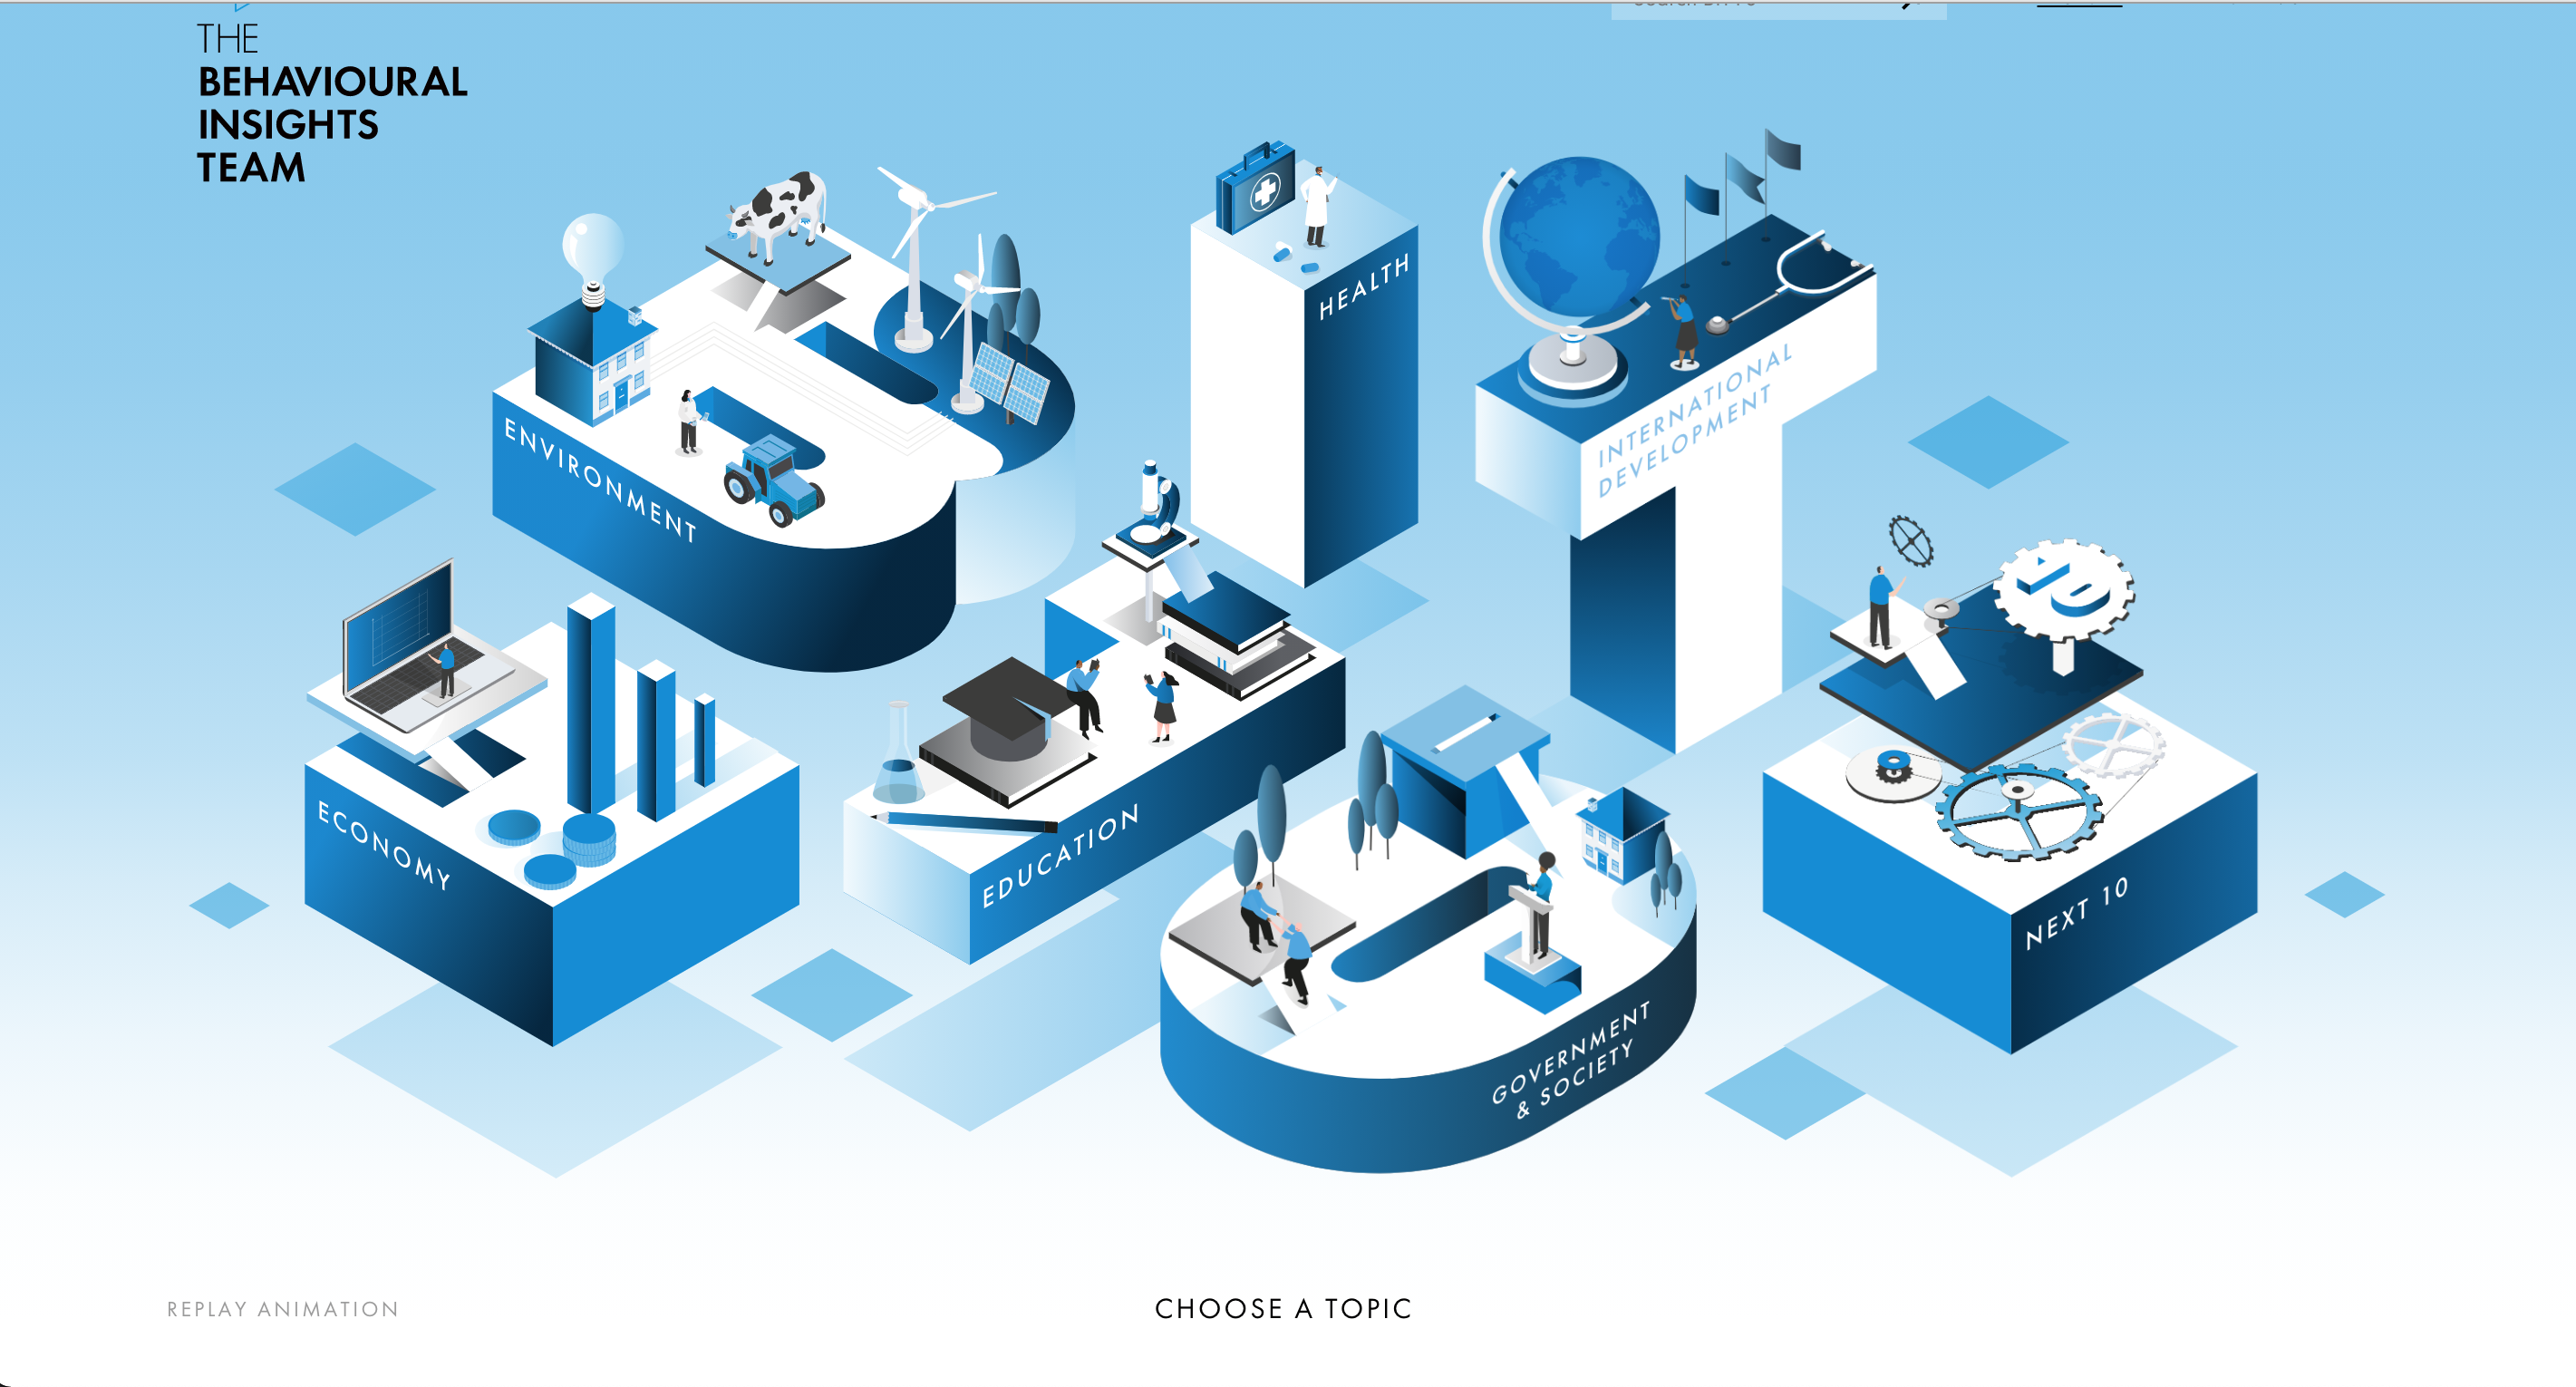 THE
BEHAVIOURAL
INSIGHTS
TEAM
HEALTH
INTERNATIONAL
DEVELOPMENT
ENVIRONMENT
ECONOMY
EDUCATION
GOVERNMENT
& SOCIETY
NEXT 10
REPLAY ANIMATION
CHOOSE A TOPIC